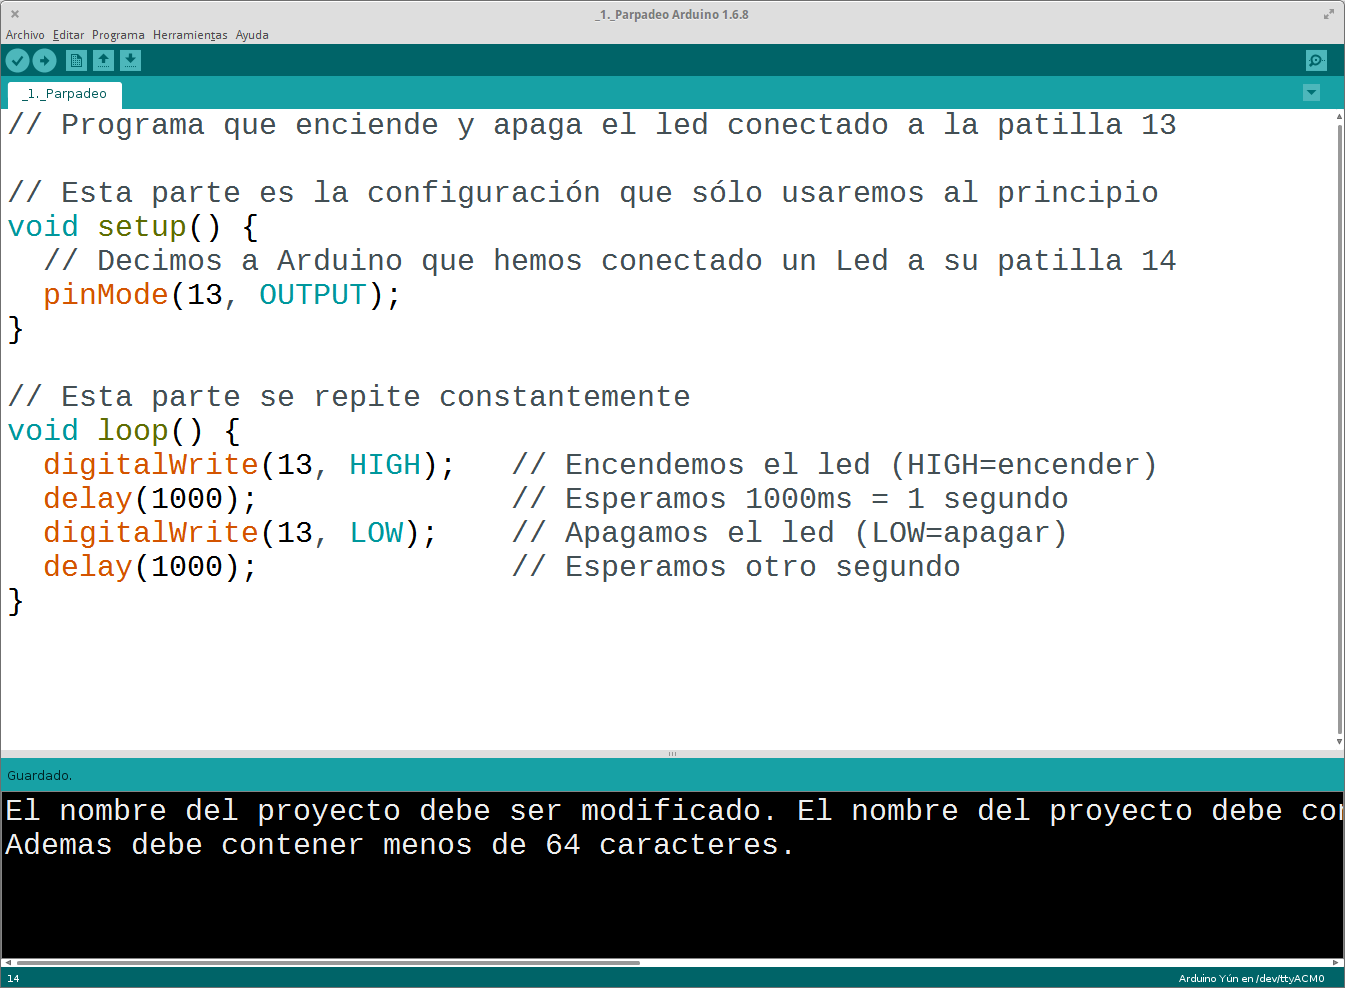 _1._Parpadeo Arduino 1.6.8
Archivo Editar Programa Herramientas Ayuda
_1._Parpadeo
// Programa que enciende y apaga el led conectado a la patilla 13
// Esta parte es la configuración que sólo usaremos al principio
void setup() {
  // Decimos a Arduino que hemos conectado un Led a su patilla 14
  pinMode(13, OUTPUT);
}
// Esta parte se repite constantemente
void loop() {
  digitalWrite(13, HIGH);   // Encendemos el led (HIGH=encender)
  delay(1000);              // Esperamos 1000ms = 1 segundo
  digitalWrite(13, LOW);    // Apagamos el led (LOW=apagar)
  delay(1000);              // Esperamos otro segundo
}
Guardado.
El nombre del proyecto debe ser modificado. El nombre del proyecto debe
Ademas debe contener menos de 64 caracteres.
14 Arduino Yún en /dev/ttyACM0